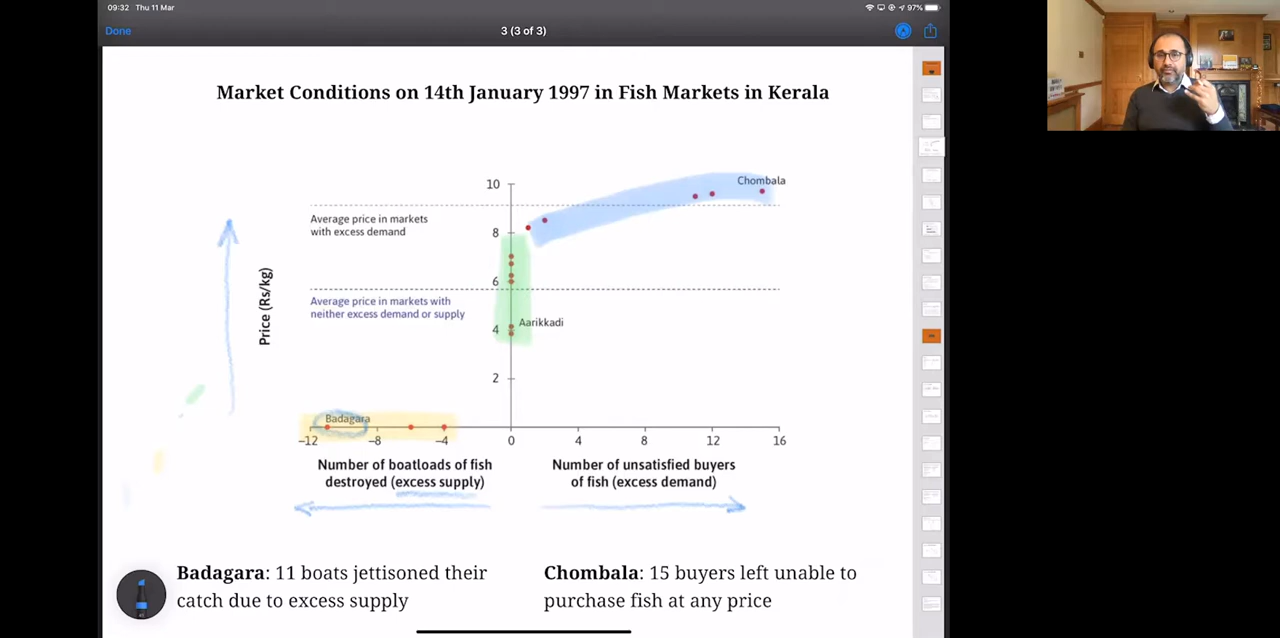 09:32 Thu 11 Mar
97%
Done
3 (3 of 3)
Market Conditions on 14th January 1997 in Fish Markets in Kerala
10
Chombala
Average price in markets
with excess demand
8
6
Average price in markets with
neither excess demand or supply
4
Aarikkadi
2
Price (Rs/kg)
Badagara
−12 −8 −4 0 4 8 12 16
Number of boatloads of fish
destroyed (excess supply)
Number of unsatisfied buyers
of fish (excess demand)
Badagara: 11 boats jettisoned their
catch due to excess supply
Chombala: 15 buyers left unable to
purchase fish at any price